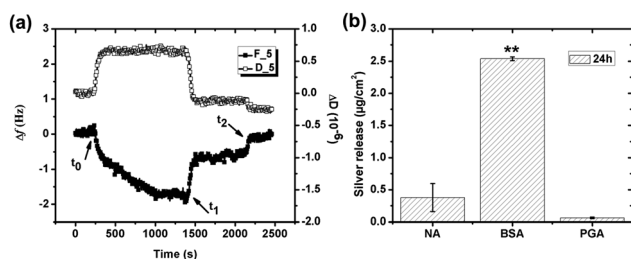 (a)
3
2
1
0
-1
-2
Δf (Hz)
1.0
0.5
0.0
-0.5
-1.0
-1.5
-2.0
ΔD (10-6)
F_5
D_5
t0
t1
t2
0 500 1000 1500 2000 2500
Time (s)
(b)
3.0
2.5
2.0
1.5
1.0
0.5
0.0
Silver release (µg/cm2)
24h
**
NA BSA PGA